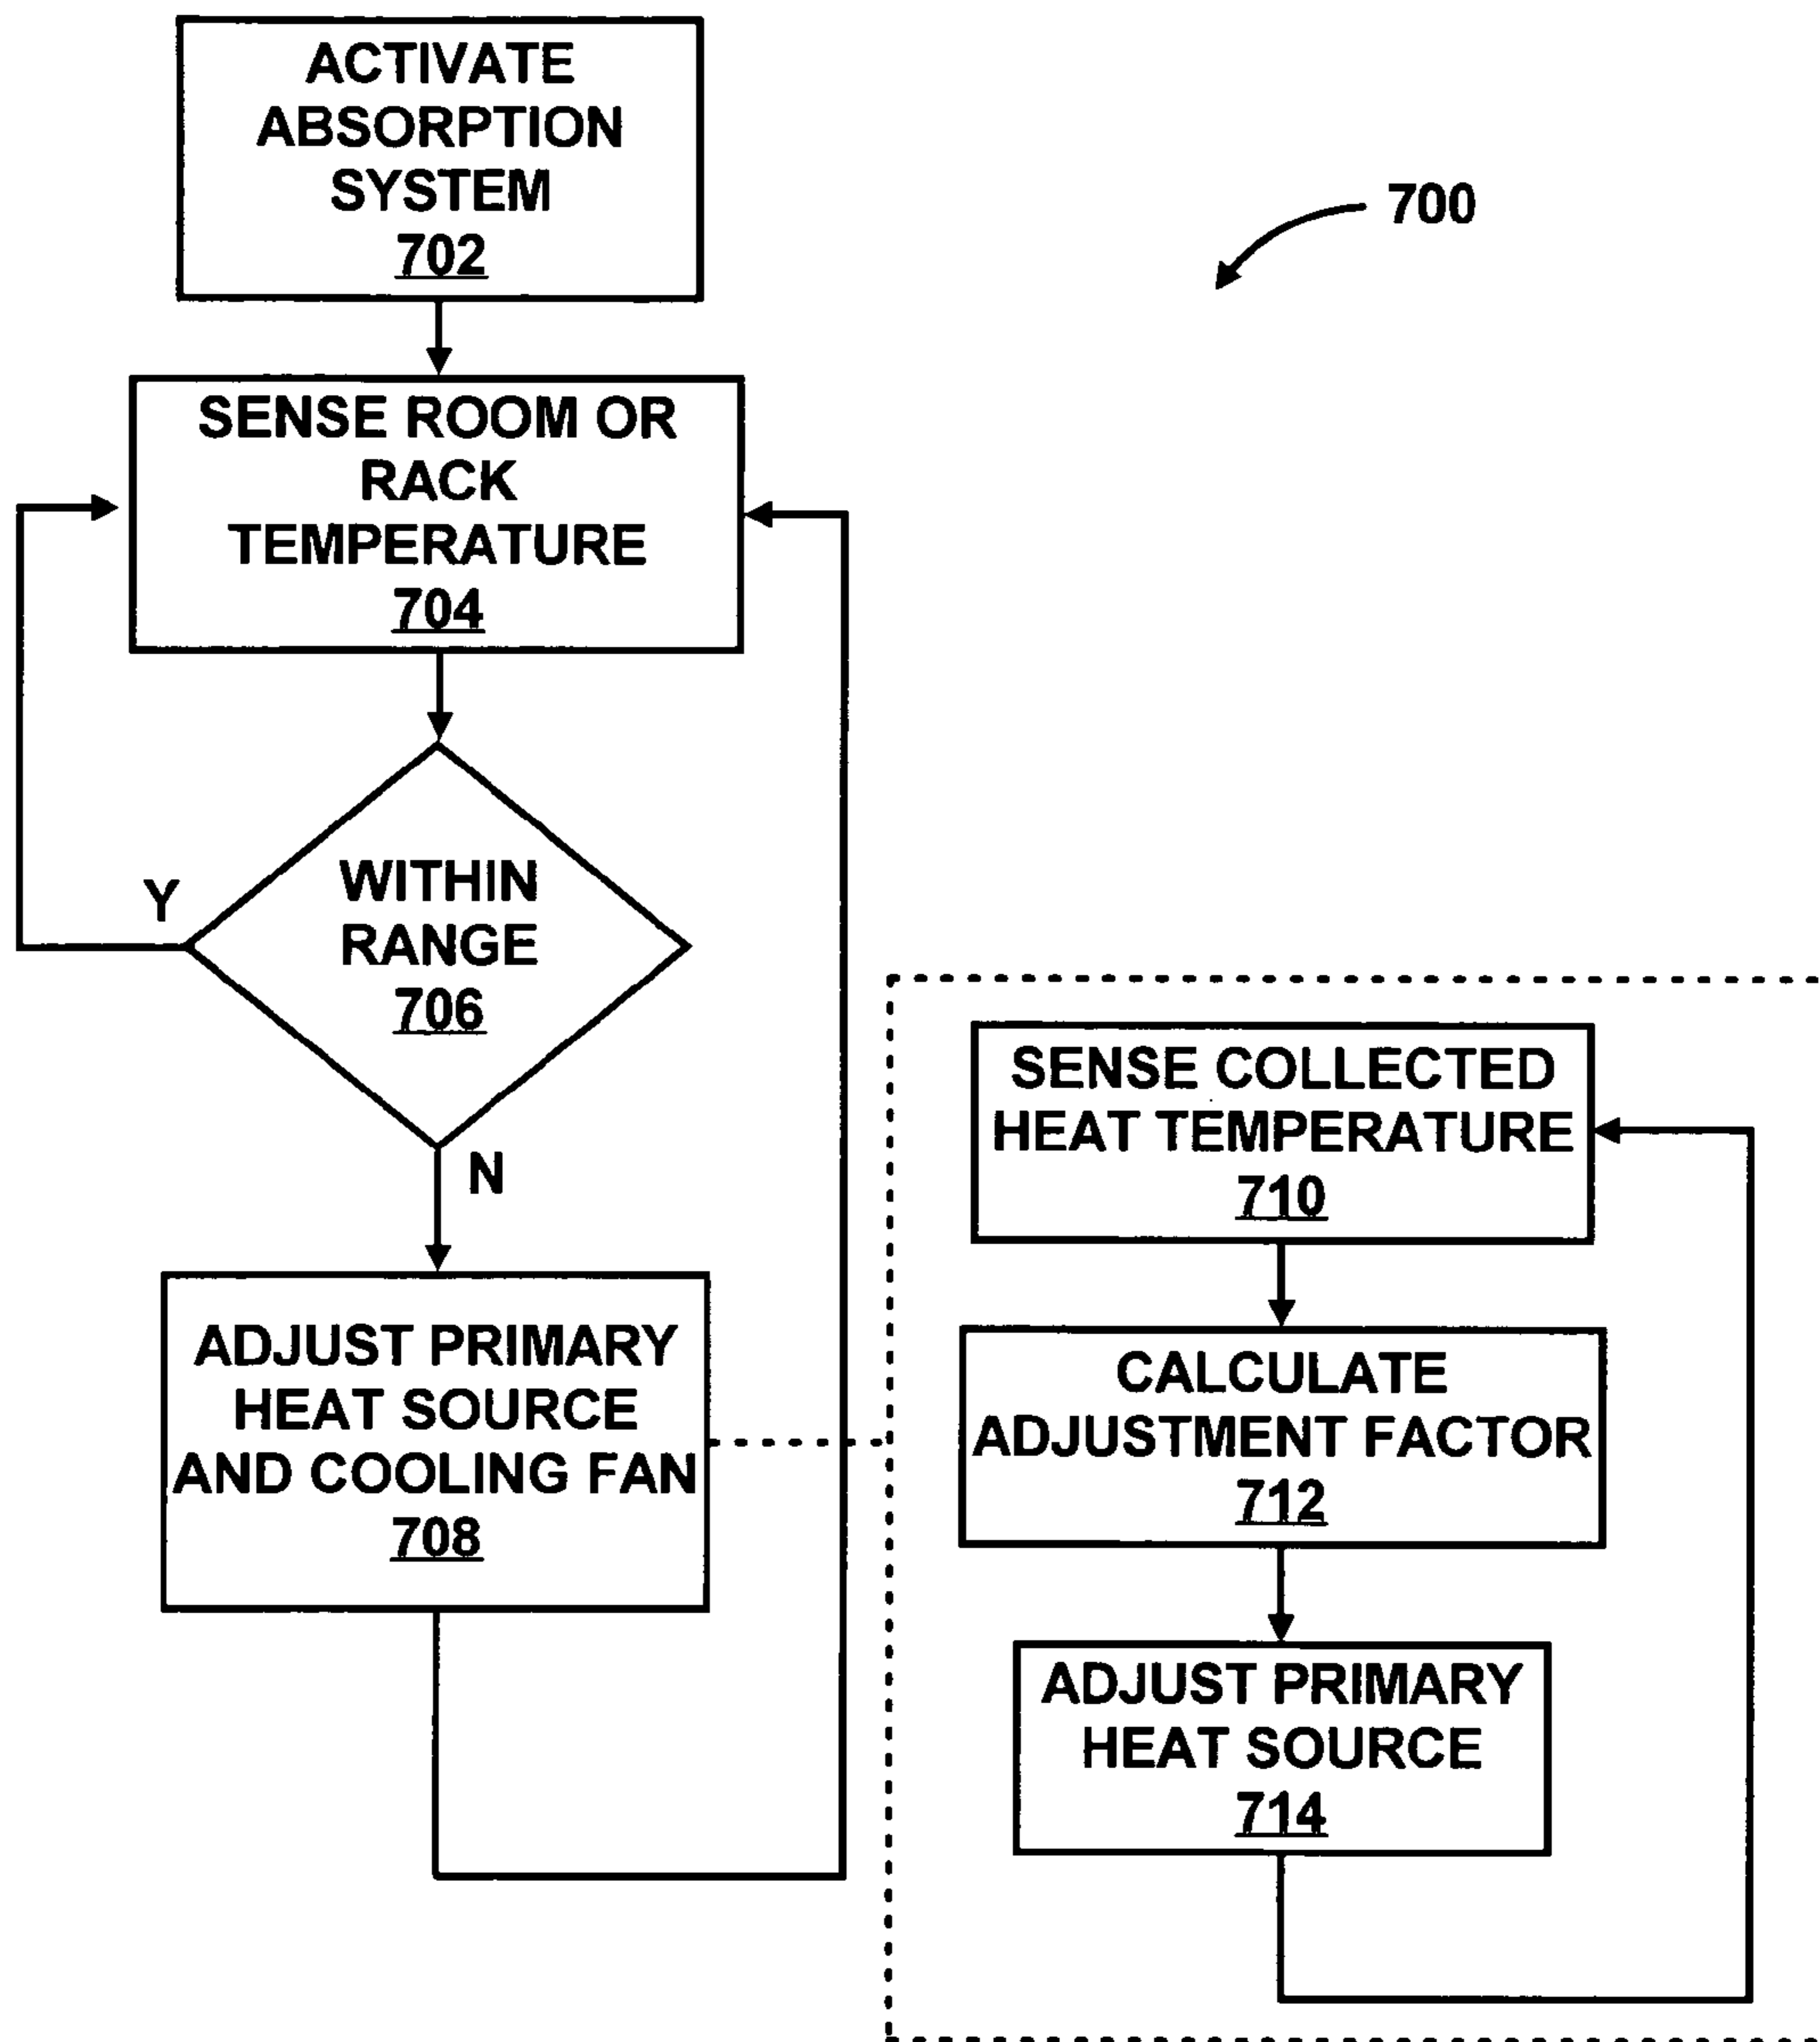 ACTIVATE
ABSORPTION
SYSTEM
702
700
SENSE ROOM OR
RACK
TEMPERATURE
704
WITHIN
RANGE
706
Y
N
ADJUST PRIMARY
HEAT SOURCE
AND COOLING FAN
708
SENSE COLLECTED
HEAT TEMPERATURE
710
CALCULATE
ADJUSTMENT FACTOR
712
ADJUST PRIMARY
HEAT SOURCE
714